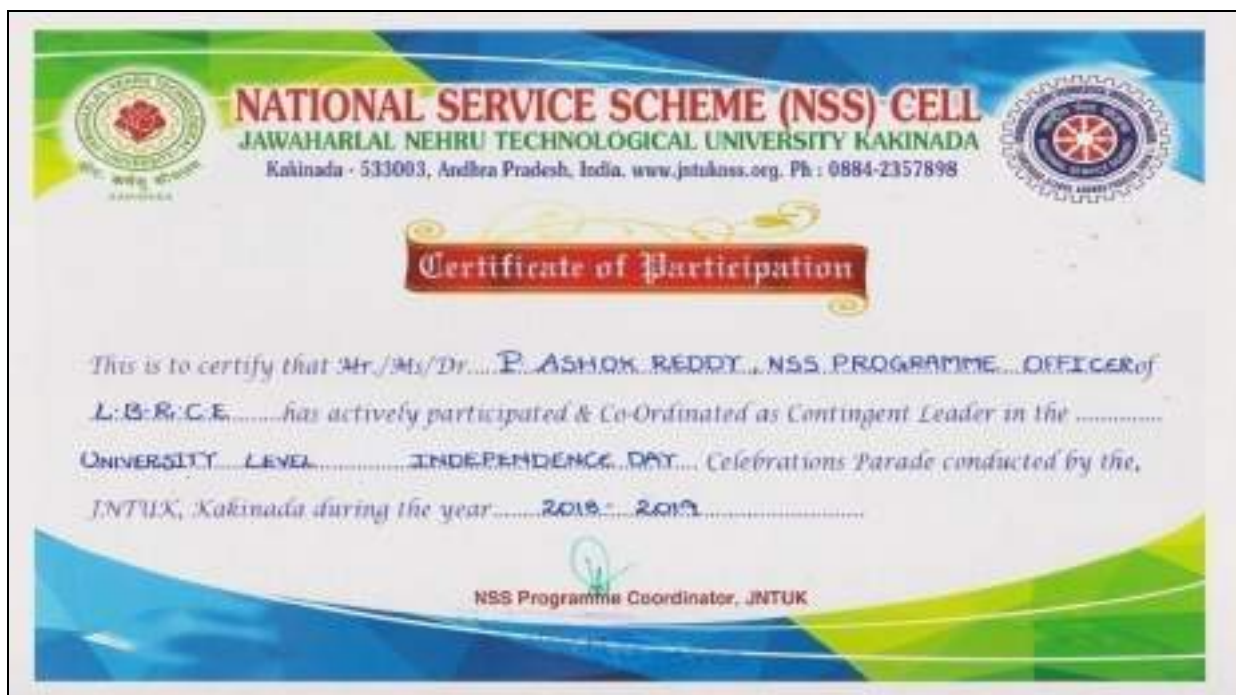 NATIONAL SERVICE SCHEME (NSS) CELL
JAWAHARLAL NEHRU TECHNOLOGICAL UNIVERSITY KAKINADA
Kakinada - 533003, Andhra Pradesh, India. www.jntuknss.org. Ph : 0884-2357898
Certificate of Participation
This is to certify that Mr./Ms/Dr.... P. ASHOK REDDY, NSS PROGRAMME OFFICER of
L.B.R.C.E. ........has actively participated & Co-Ordinated as Contingent Leader in the ..............
UNIVERSITY LEVEL .............. INDEPENDENCE DAY.... Celebrations Parade conducted by the,
JNTUK, Kakinada during the year........ 2018 - 2019 ..........................
NSS Programme Coordinator, JNTUK